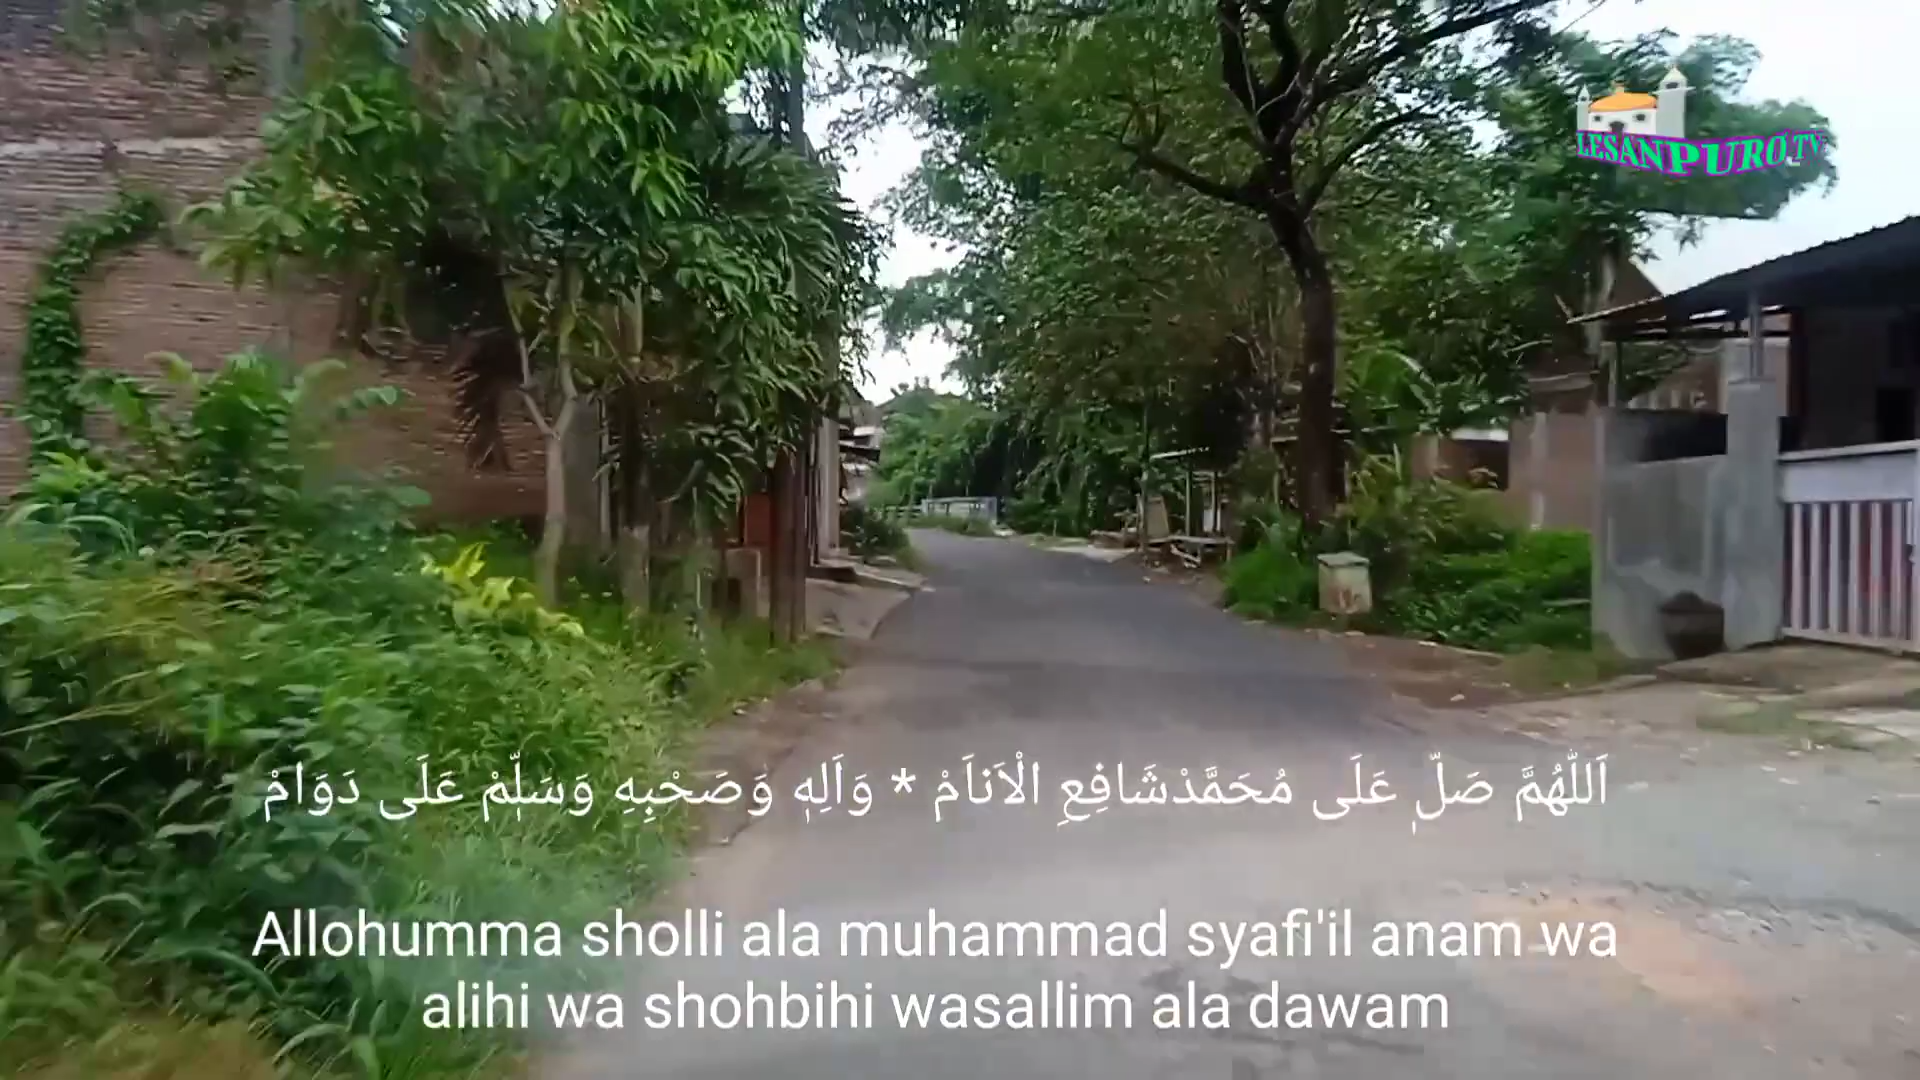 LESANPURO TV
اَللّٰهُمَّ صَلِّ عَلَى مُحَمَّدْشَافِعِ الْاَنَامْ * وَاَلِهٖ وَصَحْبِهِ وَسَلِّمْ عَلَى دَوَامْ
Allohumma sholli ala muhammad syafi'il anam wa
alihi wa shohbihi wasallim ala dawam